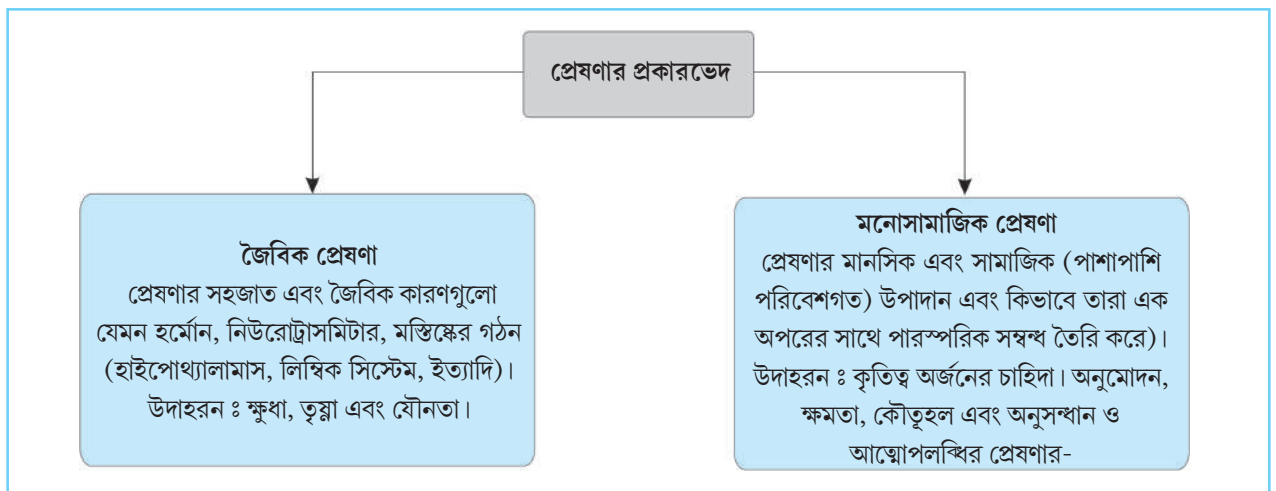 প্রেষণার প্রকারভেদ
জৈবিক প্রেষণা
প্রেষণার সহজাত এবং জৈবিক কারণগুলো
যেমন হর্মোন, নিউরোট্রাসমিটার, মস্তিষ্কের গঠন
(হাইপোথ্যালামাস, লিম্বিক সিস্টেম, ইত্যাদি)।
উদাহরন ঃ ক্ষুধা, তৃয়া এবং যৌনতা।
মনোসামাজিক প্রেষণা
প্রেষণার মানসিক এবং সামাজিক (পাশাপাশি
পরিবেশগত) উপাদান এবং কিভাবে তারা এক
অপরের সাথে পারস্পরিক সম্বন্ধ তৈরি করে)।
উদাহরন ঃ কৃতিত্ব অর্জনের চাহিদা। অনুমোদন,
ক্ষমতা, কৌতূহল এবং অনুসন্ধান ও
আত্মোপলব্ধির প্রেষণার-